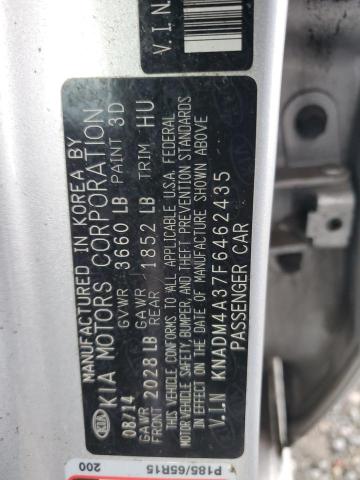 MANUFACTURED IN KOREA BY
KIA KIA MOTORS CORPORATION
08/14 GVWR 3660 LB PAINT 3D
GAWR FRONT 2028 LB GAWR REAR 1852 LB TRIM HU
THIS VEHICLE CONFORMS TO ALL APPLICABLE U.S.A. FEDERAL
MOTOR VEHICLE SAFETY, BUMPER, AND THEFT PREVENTION STANDARDS
IN EFFECT ON THE DATE OF MANUFACTURE SHOWN ABOVE
V.I.N KNADM4A37F6462435
PASSENGER CAR
V.I.N
P185/65R15
200